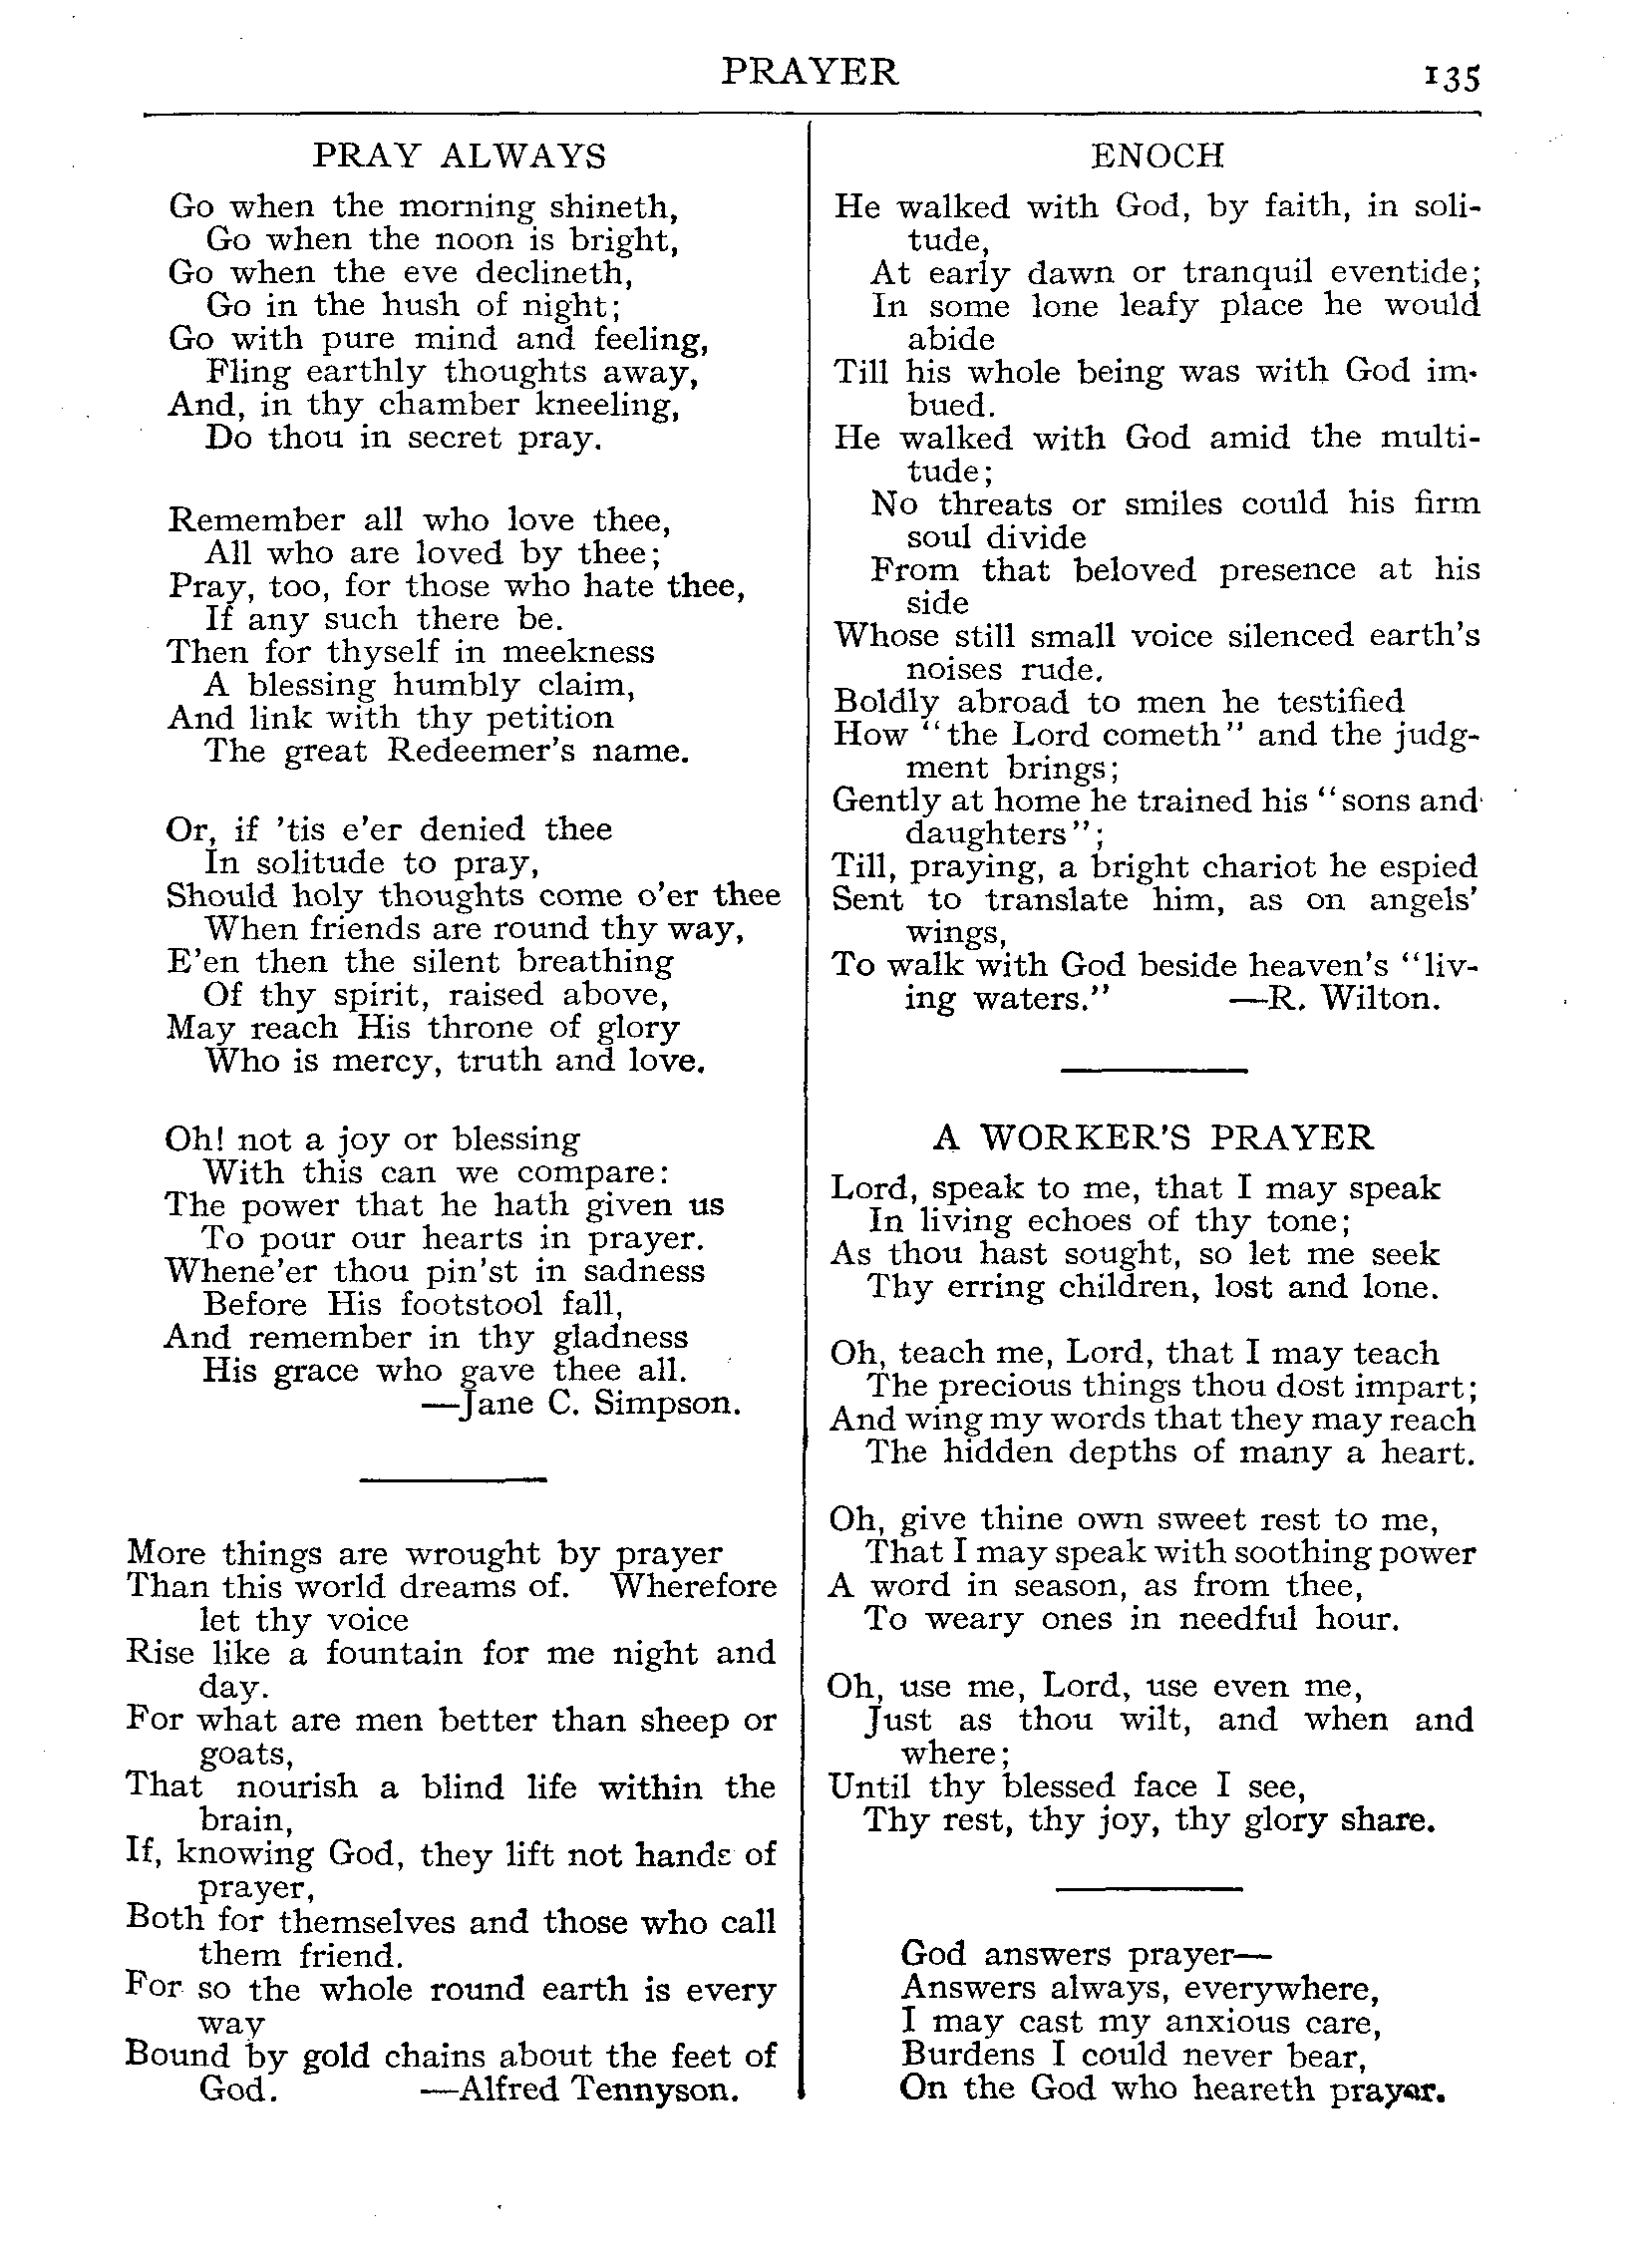 PRAYER 135
PRAY ALWAYS
Go when the morning shineth,
Go when the noon is bright,
Go when the eve declineth,
Go in the hush of night;
Go with pure mind and feeling,
Fling earthly thoughts away,
And, in thy chamber kneeling,
Do thou in secret pray.
Remember all who love thee,
All who are loved by thee;
Pray, too, for those who hate thee,
If any such there be.
Then for thyself in meekness
A blessing humbly claim,
And link with thy petition
The great Redeemer's name.
Or, if 'tis e'er denied thee
In solitude to pray,
Should holy thoughts come o'er thee
When friends are round thy way,
E'en then the silent breathing
Of thy spirit, raised above,
May reach His throne of glory
Who is mercy, truth and love.
Oh! not a joy or blessing
With this can we compare:
The power that he hath given us
To pour our hearts in prayer.
Whene'er thou pin'st in sadness
Before His footstool fall,
And remember in thy gladness
His grace who gave thee all.
—Jane C. Simpson.
More things are wrought by prayer
Than this world dreams of. Wherefore
let thy voice
Rise like a fountain for me night and
day.
For what are men better than sheep or
goats,
That nourish a blind life within the
brain,
If, knowing God, they lift not hands of
prayer,
Both for themselves and those who call
them friend.
For so the whole round earth is every
way
Bound by gold chains about the feet of
God. —Alfred Tennyson.
ENOCH
He walked with God, by faith, in soli-
tude,
At early dawn or tranquil eventide;
In some lone leafy place he would
abide
Till his whole being was with God im-
bued.
He walked with God amid the multi-
tude;
No threats or smiles could his firm
soul divide
From that beloved presence at his
side
Whose still small voice silenced earth's
noises rude.
Boldly abroad to men he testified
How "the Lord cometh" and the judg-
ment brings;
Gently at home he trained his "sons and
daughters";
Till, praying, a bright chariot he espied
Sent to translate him, as on angels'
wings,
To walk with God beside heaven's "liv-
ing waters." —R. Wilton.
A WORKER'S PRAYER
Lord, speak to me, that I may speak
In living echoes of thy tone;
As thou hast sought, so let me seek
Thy erring children, lost and lone.
Oh, teach me, Lord, that I may teach
The precious things thou dost impart;
And wing my words that they may reach
The hidden depths of many a heart.
Oh, give thine own sweet rest to me,
That I may speak with soothing power
A word in season, as from thee,
To weary ones in needful hour.
Oh, use me, Lord, use even me,
Just as thou wilt, and when and
where;
Until thy blessed face I see,
Thy rest, thy joy, thy glory share.
God answers prayer—
Answers always, everywhere,
I may cast my anxious care,
Burdens I could never bear,
On the God who heareth prayer.